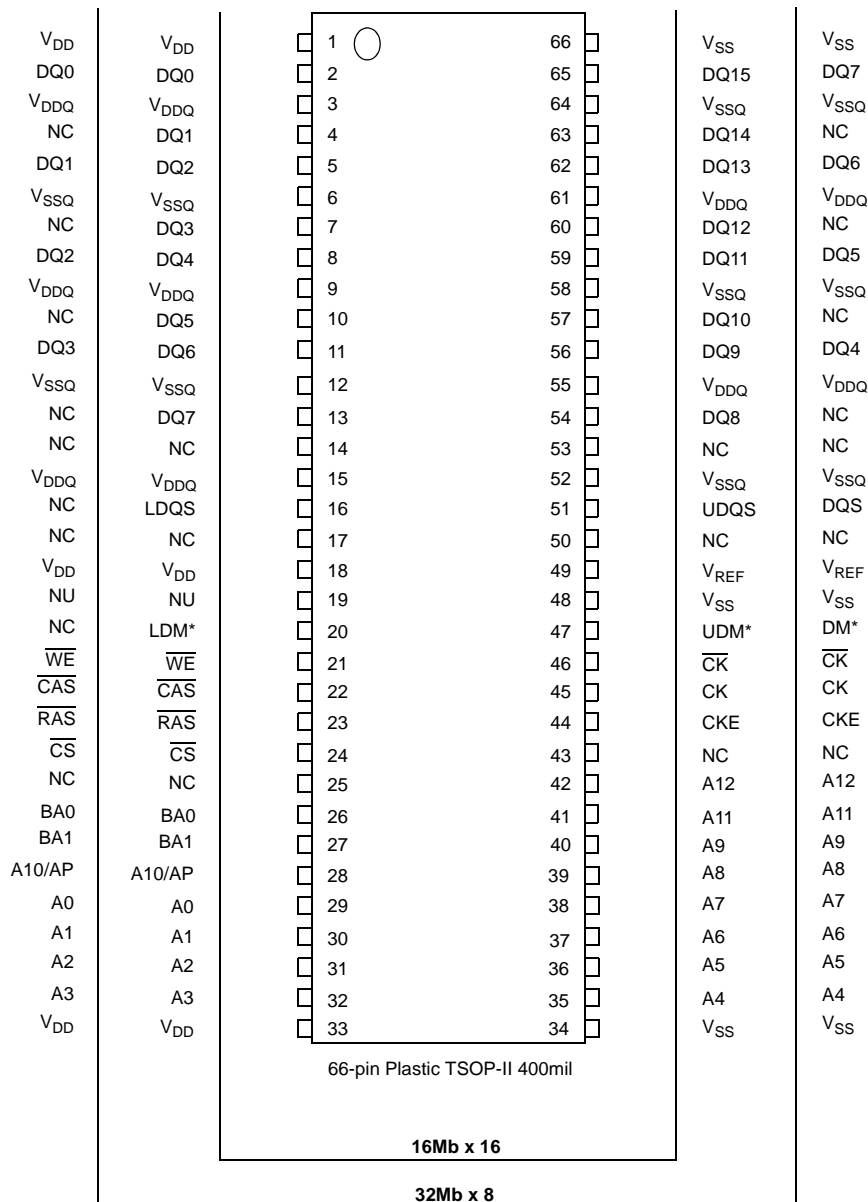 VDD VDD 1 66 VSS VSS
DQ0 DQ0 2 65 DQ15 DQ7
VDDQ VDDQ 3 64 VSSQ VSSQ
NC DQ1 4 63 DQ14 NC
DQ1 DQ2 5 62 DQ13 DQ6
VSSQ VSSQ 6 61 VDDQ VDDQ
NC DQ3 7 60 DQ12 NC
DQ2 DQ4 8 59 DQ11 DQ5
VDDQ VDDQ 9 58 VSSQ VSSQ
NC DQ5 10 57 DQ10 NC
DQ3 DQ6 11 56 DQ9 DQ4
VSSQ VSSQ 12 55 VDDQ VDDQ
NC DQ7 13 54 DQ8 NC
NC NC 14 53 NC NC
VDDQ VDDQ 15 52 VSSQ VSSQ
NC LDQS 16 51 UDQS DQS
NC NC 17 50 NC NC
VDD VDD 18 49 VREF VREF
NU NU 19 48 VSS VSS
NC LDM* 20 47 UDM* DM*
W̅E̅ W̅E̅ 21 46 C̅K̅ C̅K̅
C̅A̅S̅ C̅A̅S̅ 22 45 CK CK
R̅A̅S̅ R̅A̅S̅ 23 44 CKE CKE
C̅S̅ C̅S̅ 24 43 NC NC
NC NC 25 42 A12 A12
BA0 BA0 26 41 A11 A11
BA1 BA1 27 40 A9 A9
A10/AP A10/AP 28 39 A8 A8
A0 A0 29 38 A7 A7
A1 A1 30 37 A6 A6
A2 A2 31 36 A5 A5
A3 A3 32 35 A4 A4
VDD VDD 33 34 VSS VSS
66-pin Plastic TSOP-II 400mil
16Mb x 16
32Mb x 8